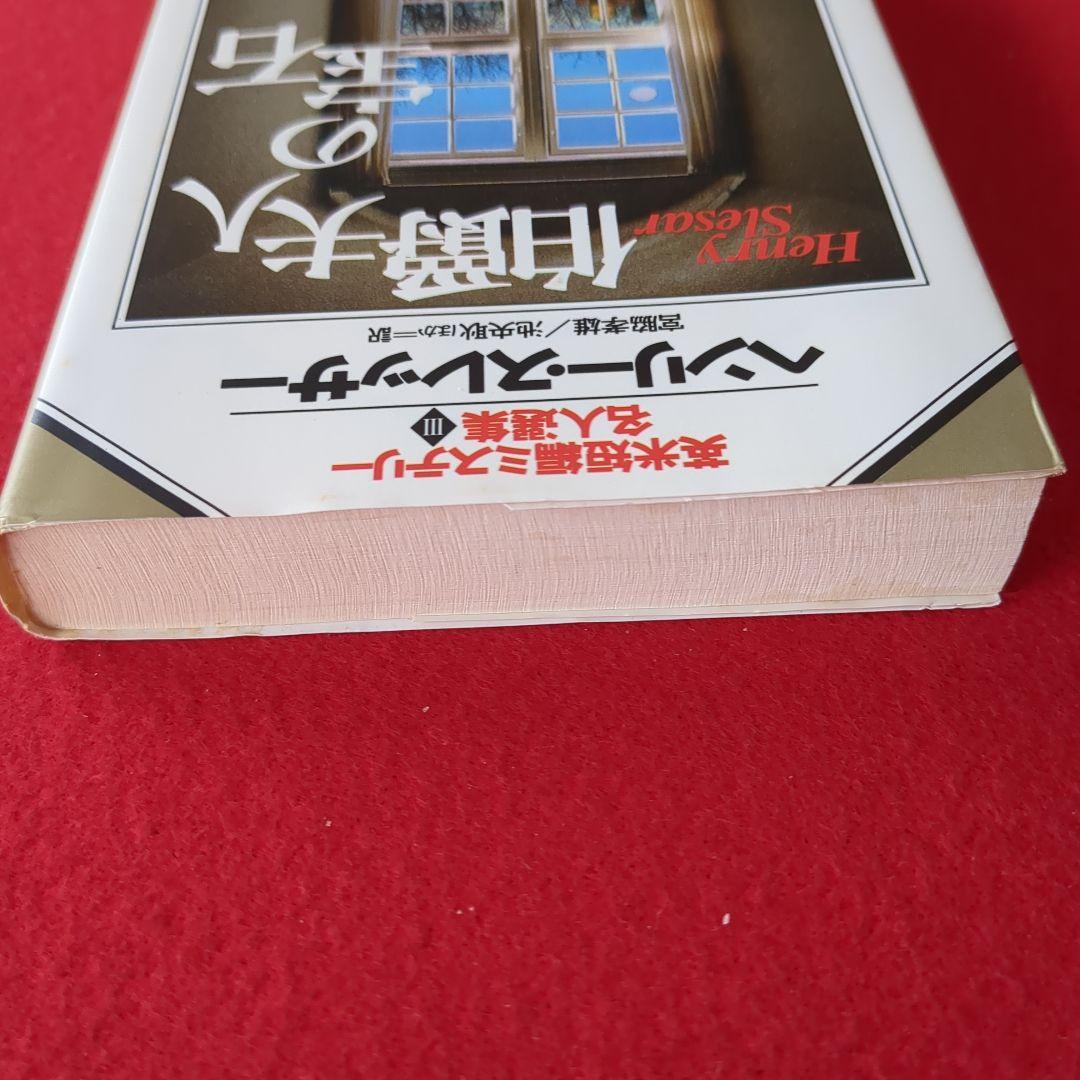 英米短編ミステリー
名人選集 III
ヘンリー・スレッサー
宮脇孝雄／池央耿ほか＝訳
伯爵夫人
の宝石
Henry
Slesar